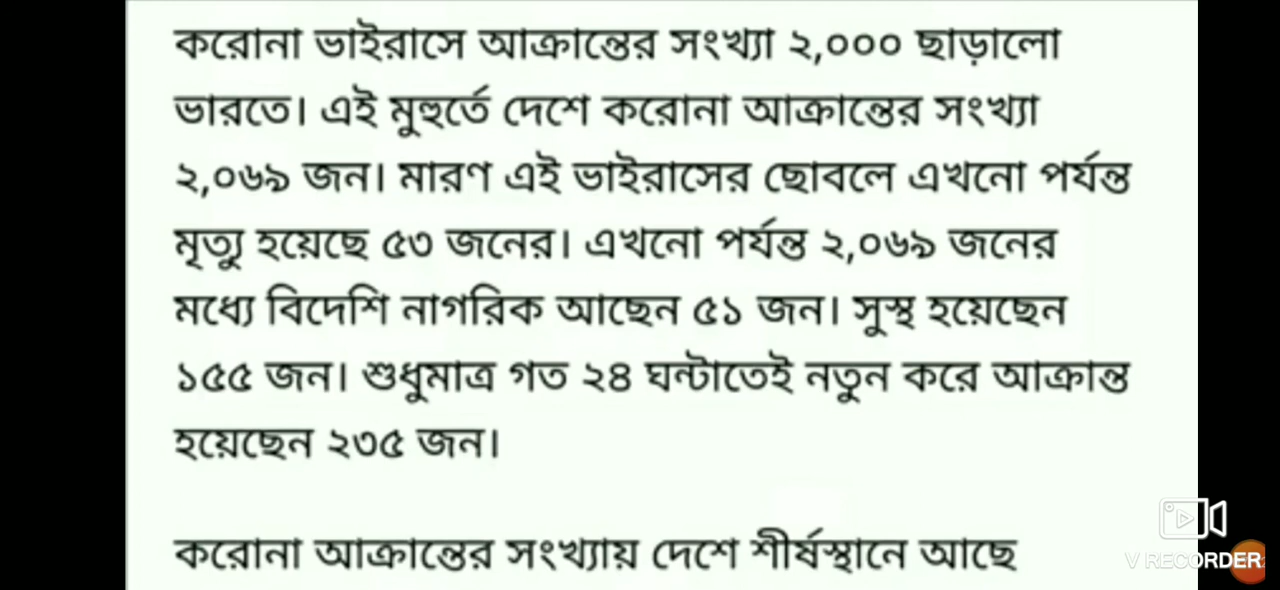 করোনা ভাইরাসে আক্রান্তের সংখ্যা ২,০০০ ছাড়ালো
ভারতে। এই মুহুর্তে দেশে করোনা আক্রান্তের সংখ্যা
২,০৬৯ জন। মারণ এই ভাইরাসের ছোবলে এখনো পর্যন্ত
মৃত্যু হয়েছে ৫৩ জনের। এখনো পর্যন্ত ২,০৬৯ জনের
মধ্যে বিদেশি নাগরিক আছেন ৫১ জন। সুস্থ হয়েছেন
১৫৫ জন। শুধুমাত্র গত ২৪ ঘন্টাতেই নতুন করে আক্রান্ত
হয়েছেন ২৩৫ জন।
করোনা আক্রান্তের সংখ্যায় দেশে শীর্ষস্থানে আছে
V RECORDER